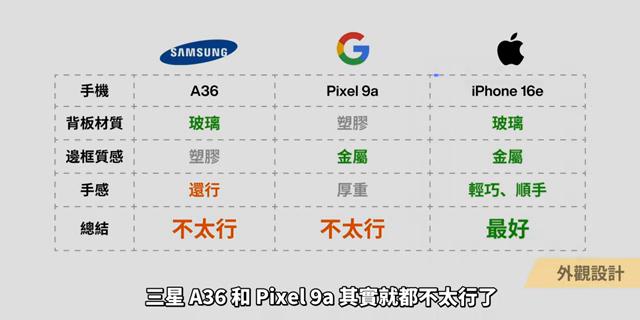 SAMSUNG
手機 A36 Pixel 9a iPhone 16e
背板材質 玻璃 塑膠 玻璃
邊框質感 塑膠 金屬 金屬
手感 還行 厚重 輕巧、順手
總結 不太行 不太行 最好
外觀設計
三星 A36 和 Pixel 9a 其實就都不太行了